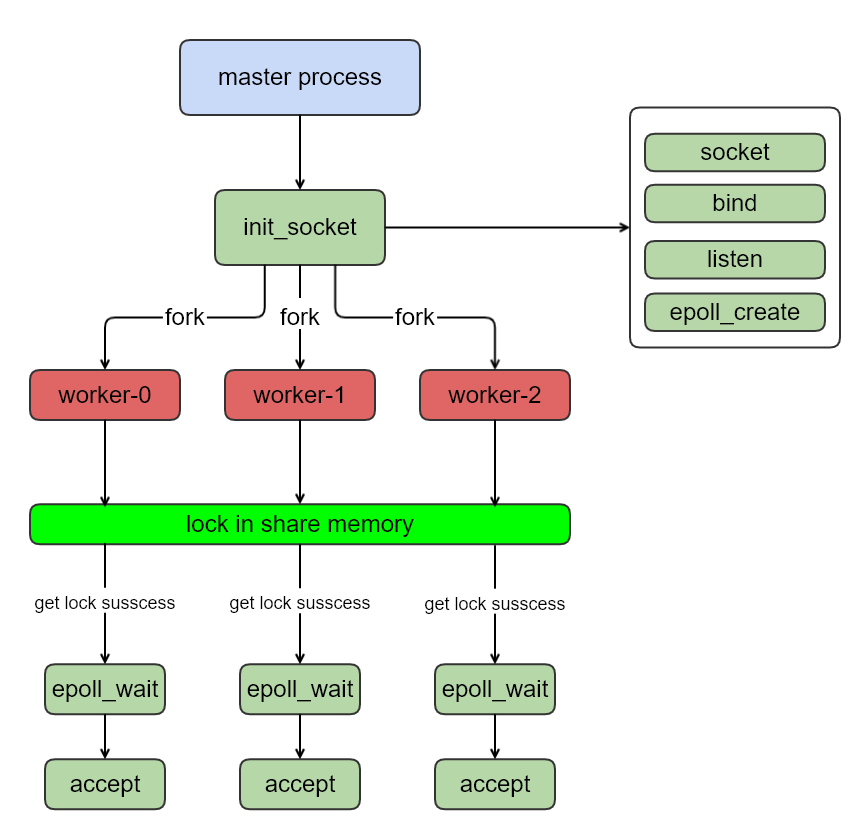 master process
init_socket
socket
bind
listen
epoll_create
fork
fork
fork
worker-0
worker-1
worker-2
lock in share memory
get lock susscess
get lock susscess
get lock susscess
epoll_wait
epoll_wait
epoll_wait
accept
accept
accept